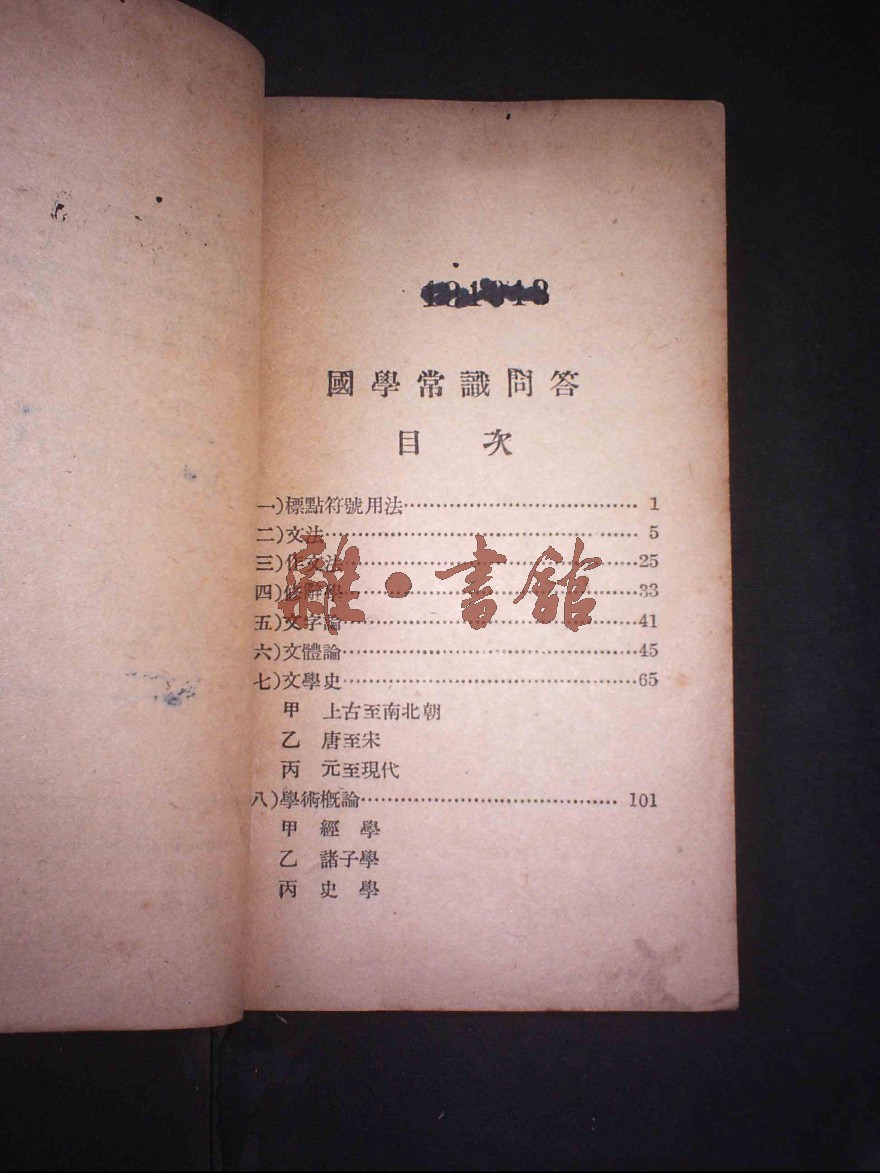 國學常識問答
目 次
一)標點符號用法 1
二)文法 5
三)作文法 25
四)修辭學 33
五)文字論 41
六)文體論 45
七)文學史 65
甲 上古至南北朝
乙 唐至宋
丙 元至現代
八)學術概論 101
甲 經 學
乙 諸子學
丙 史 學
雜·書館